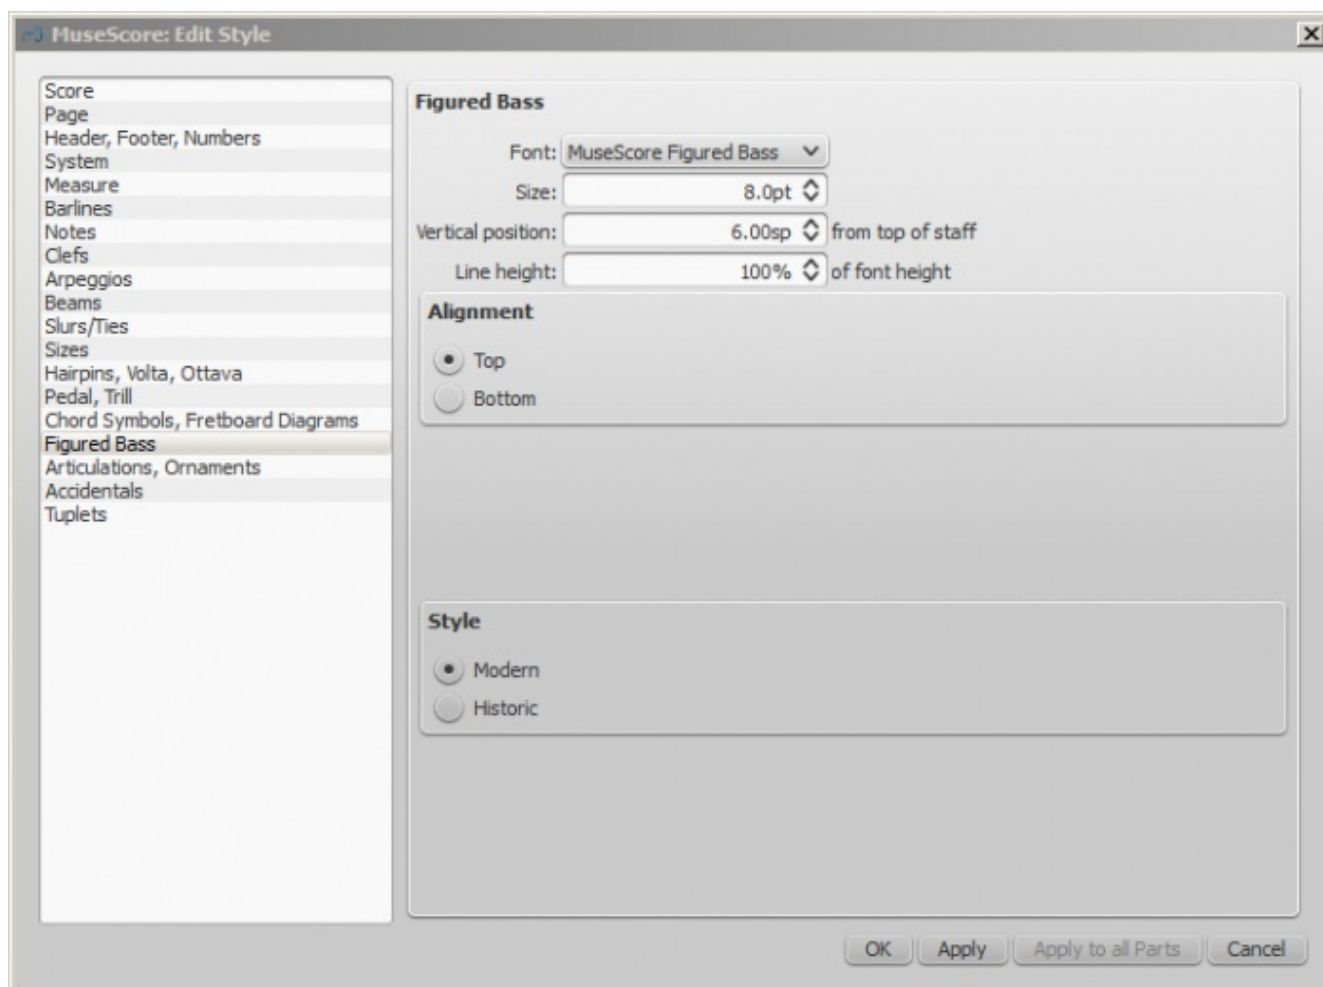 MuseScore: Edit Style
Score
Page
Header, Footer, Numbers
System
Measure
Barlines
Notes
Clefs
Arpeggios
Beams
Slurs/Ties
Sizes
Hairpins, Volta, Ottava
Pedal, Trill
Chord Symbols, Fretboard Diagrams
Figured Bass
Articulations, Ornaments
Accidentals
Tuplets
Figured Bass
Font: MuseScore Figured Bass
Size: 8.0pt
Vertical position: 6.00sp from top of staff
Line height: 100% of font height
Alignment
Top
Bottom
Style
Modern
Historic
OK Apply Apply to all Parts Cancel